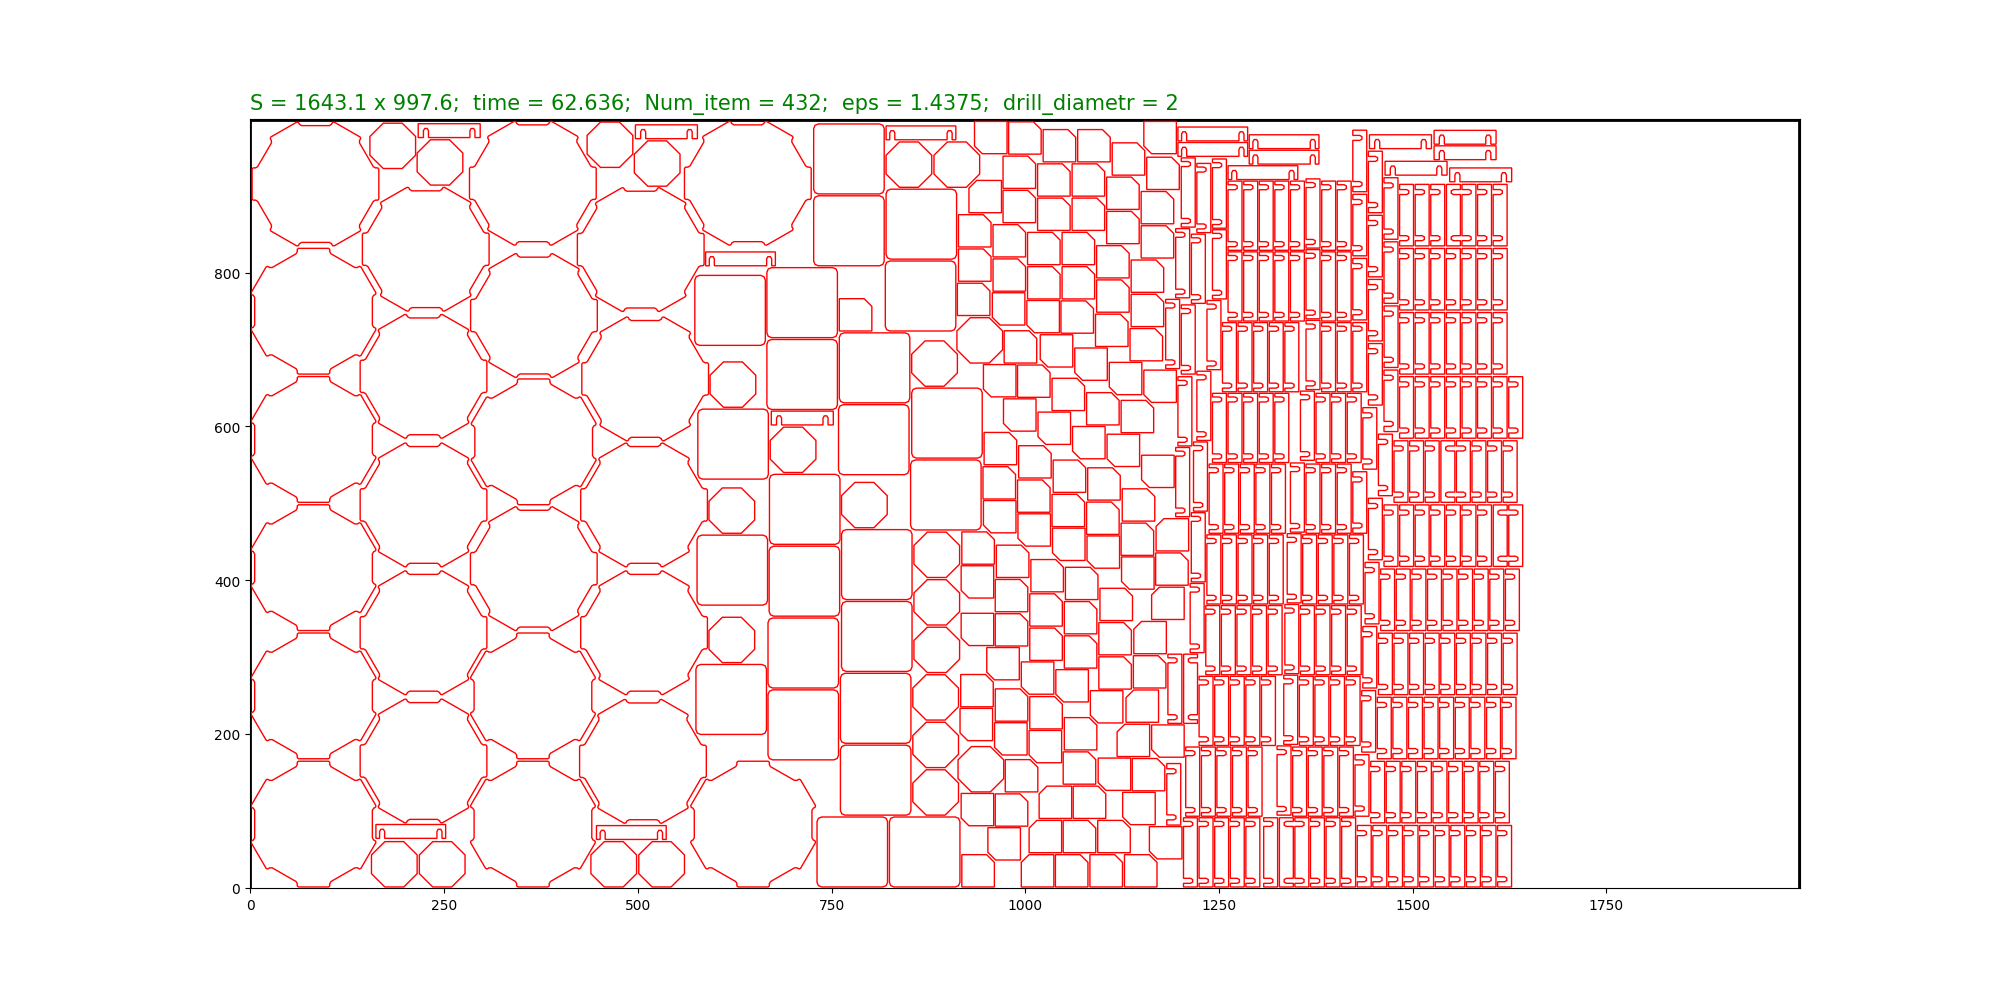 S = 1643.1 x 997.6;  time = 62.636;  Num_item = 432;  eps = 1.4375;  drill_diametr = 2
800
600
400
200
0
0 250 500 750 1000 1250 1500 1750